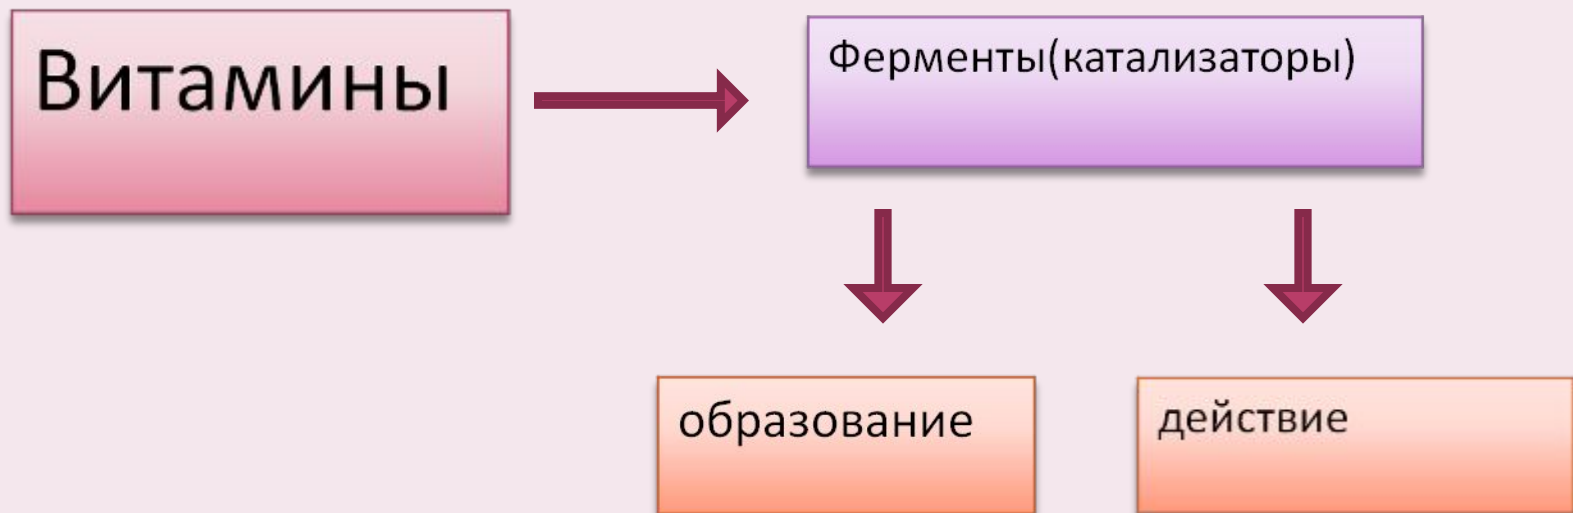 Витамины
Ферменты(катализаторы)
образование
действие